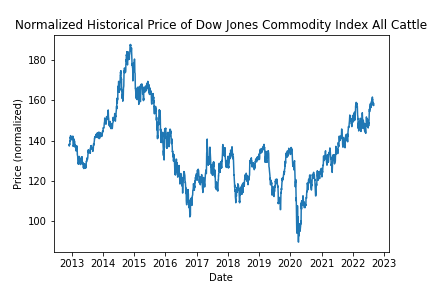 Normalized Historical Price of Dow Jones Commodity Index All Cattle
Price (normalized)
180
160
140
120
100
2013 2014 2015 2016 2017 2018 2019 2020 2021 2022 2023
Date